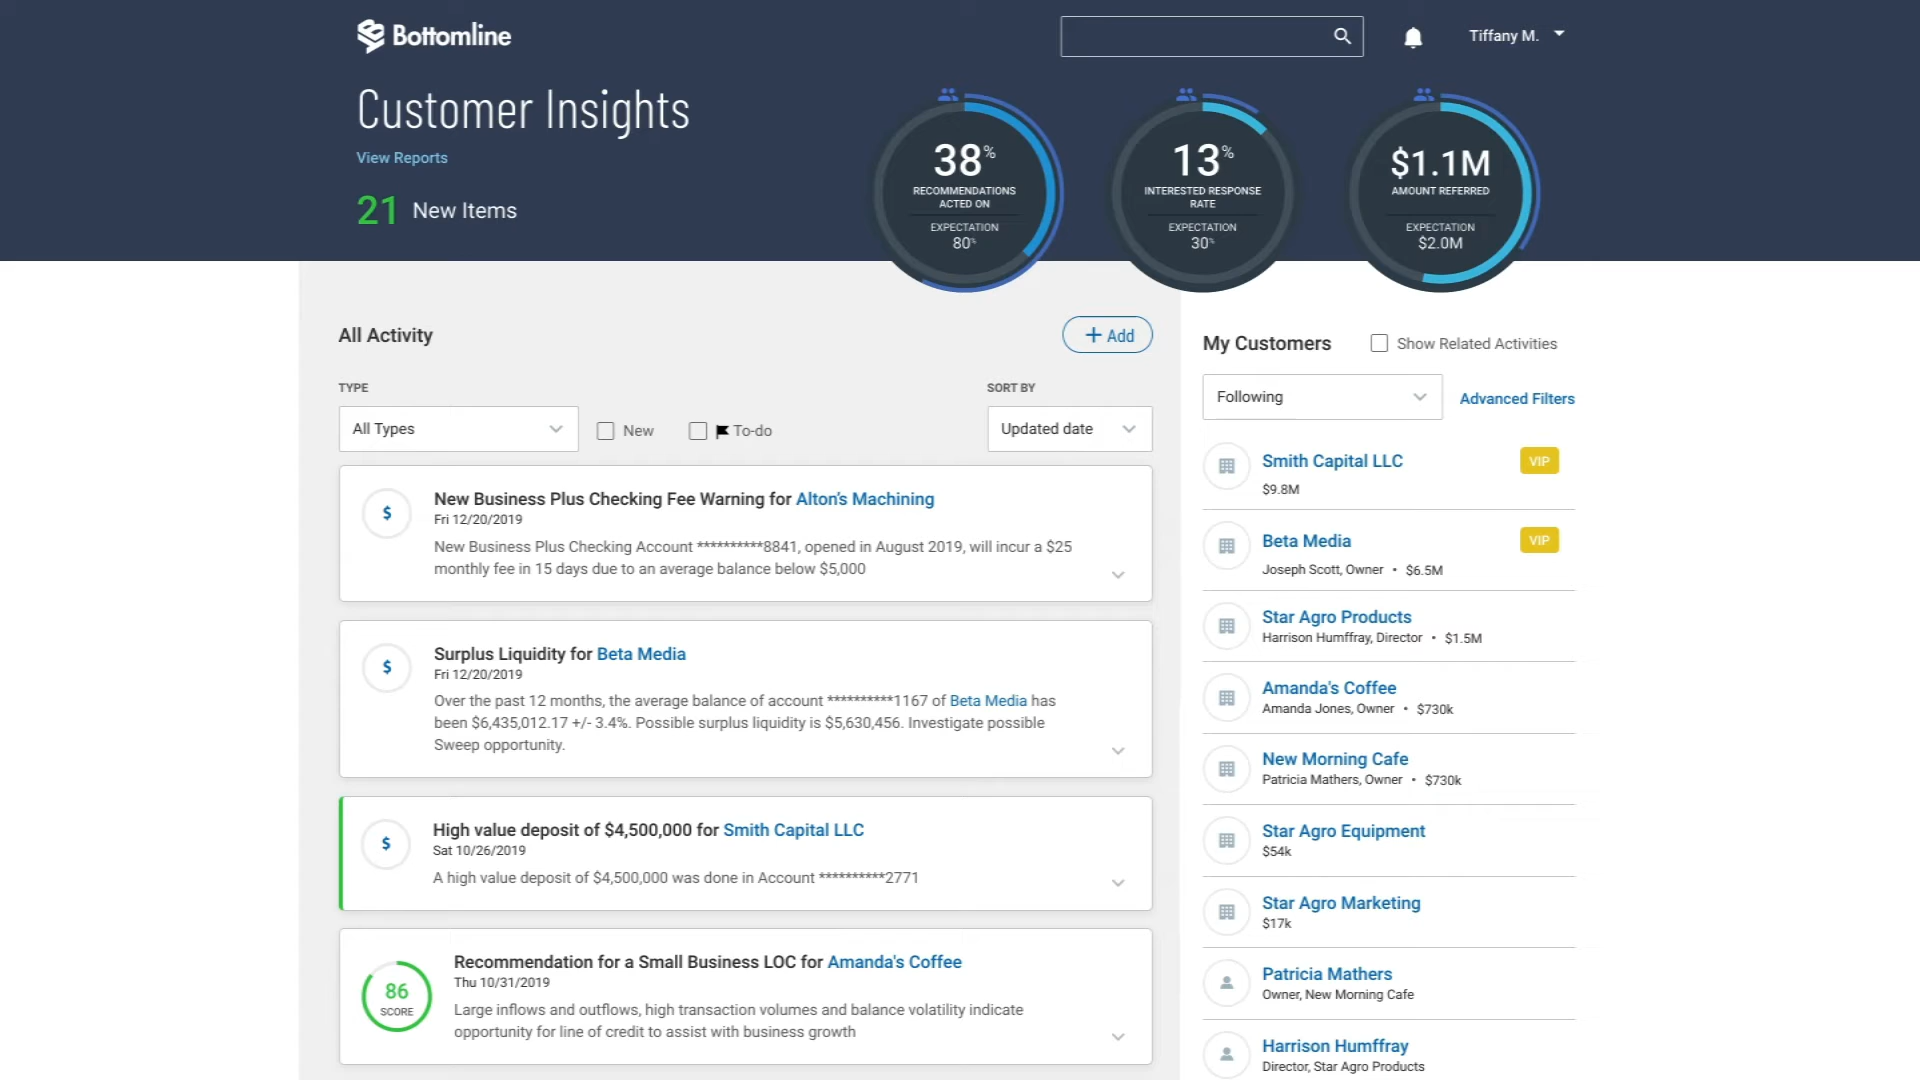 Bottomline
Tiffany M.
Customer Insights
View Reports
21 New Items
38%
RECOMMENDATIONS
ACTED ON
EXPECTATION
80%
13%
INTERESTED RESPONSE
RATE
EXPECTATION
30%
$1.1M
AMOUNT REFERRED
EXPECTATION
$2.0M
All Activity
+ Add
TYPE
SORT BY
All Types
New
To-do
Updated date
New Business Plus Checking Fee Warning for Alton's Machining
Fri 12/20/2019
New Business Plus Checking Account **********8841, opened in August 2019, will incur a $25
monthly fee in 15 days due to an average balance below $5,000
$
Surplus Liquidity for Beta Media
Fri 12/20/2019
Over the past 12 months, the average balance of account **********1167 of Beta Media has
been $6,435,012.17 +/- 3.4%. Possible surplus liquidity is $5,630,456. Investigate possible
Sweep opportunity.
$
High value deposit of $4,500,000 for Smith Capital LLC
Sat 10/26/2019
A high value deposit of $4,500,000 was done in Account **********2771
$
Recommendation for a Small Business LOC for Amanda's Coffee
Thu 10/31/2019
Large inflows and outflows, high transaction volumes and balance volatility indicate
opportunity for line of credit to assist with business growth
86
SCORE
My Customers
Show Related Activities
Following
Advanced Filters
Smith Capital LLC
VIP
$9.8M
Beta Media
VIP
Joseph Scott, Owner • $6.5M
Star Agro Products
Harrison Humffray, Director • $1.5M
Amanda's Coffee
Amanda Jones, Owner • $730k
New Morning Cafe
Patricia Mathers, Owner • $730k
Star Agro Equipment
$54k
Star Agro Marketing
$17k
Patricia Mathers
Owner, New Morning Cafe
Harrison Humffray
Director, Star Agro Products